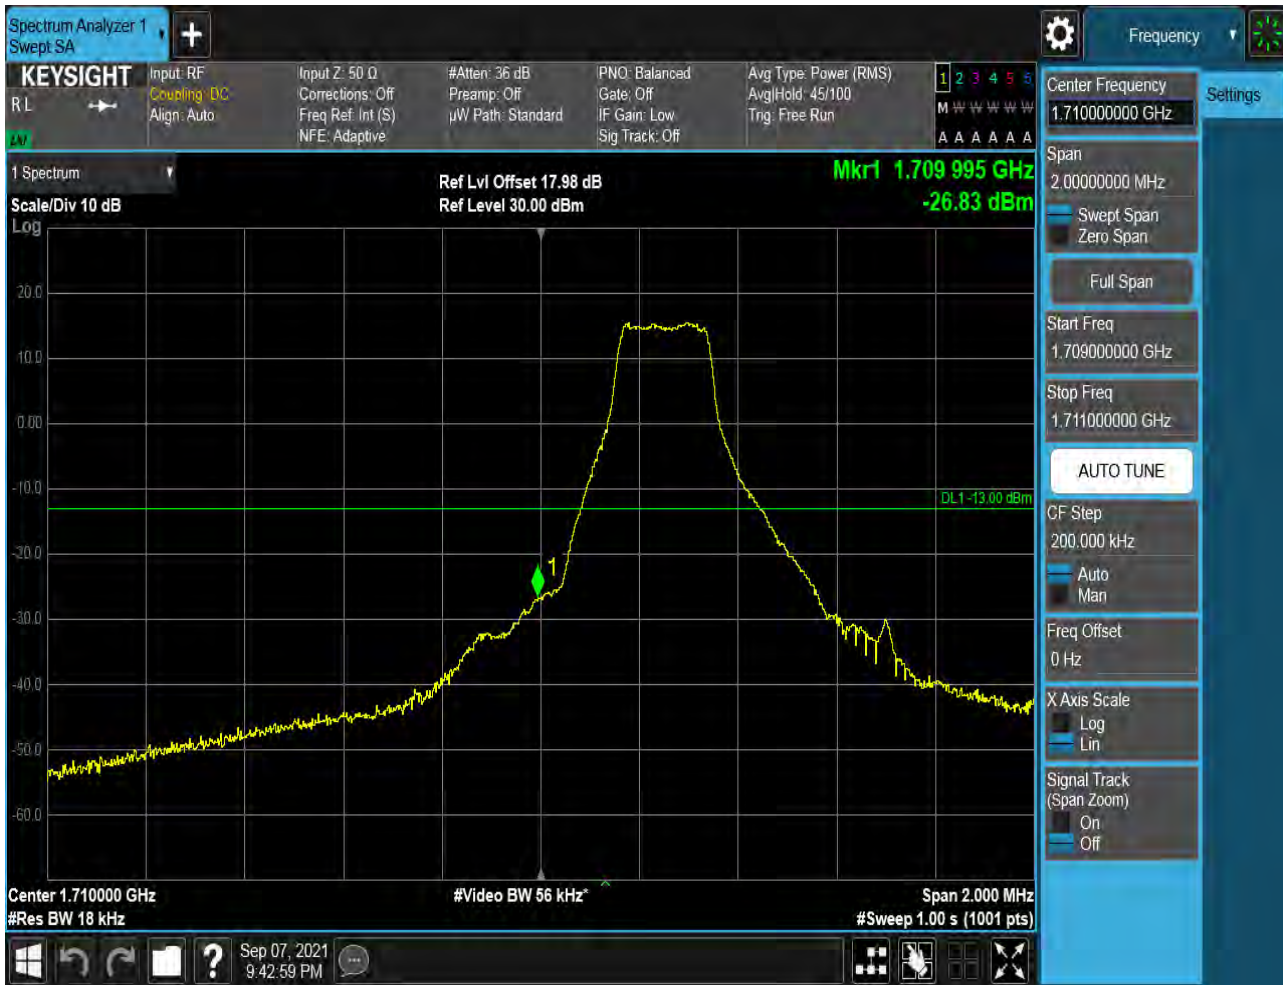 Spectrum Analyzer 1
Swept SA
Frequency
KEYSIGHT
R L
Input: RF
Coupling: DC
Align: Auto
Input Z: 50 Ω
Corrections: Off
Freq Ref: Int (S)
NFE: Adaptive
#Atten: 36 dB
Preamp: Off
µW Path: Standard
PNO: Balanced
Gate: Off
IF Gain: Low
Sig Track: Off
Avg Type: Power (RMS)
Avg|Hold: 45/100
Trig: Free Run
1 2 3 4 5 6
M W W W W W
A A A A A A
1 Spectrum
Scale/Div 10 dB
Log
Ref Lvl Offset 17.98 dB
Ref Level 30.00 dBm
Mkr1 1.709 995 GHz
-26.83 dBm
20.0
10.0
0.00
-10.0
-20.0
-30.0
-40.0
-50.0
-60.0
DL1 -13.00 dBm
1
Center 1.710000 GHz
#Res BW 18 kHz
#Video BW 56 kHz*
Span 2.000 MHz
#Sweep 1.00 s (1001 pts)
Sep 07, 2021
9:42:59 PM
Center Frequency
1.710000000 GHz
Settings
Span
2.00000000 MHz
Swept Span
Zero Span
Full Span
Start Freq
1.709000000 GHz
Stop Freq
1.711000000 GHz
AUTO TUNE
CF Step
200.000 kHz
Auto
Man
Freq Offset
0 Hz
X Axis Scale
Log
Lin
Signal Track
(Span Zoom)
On
Off